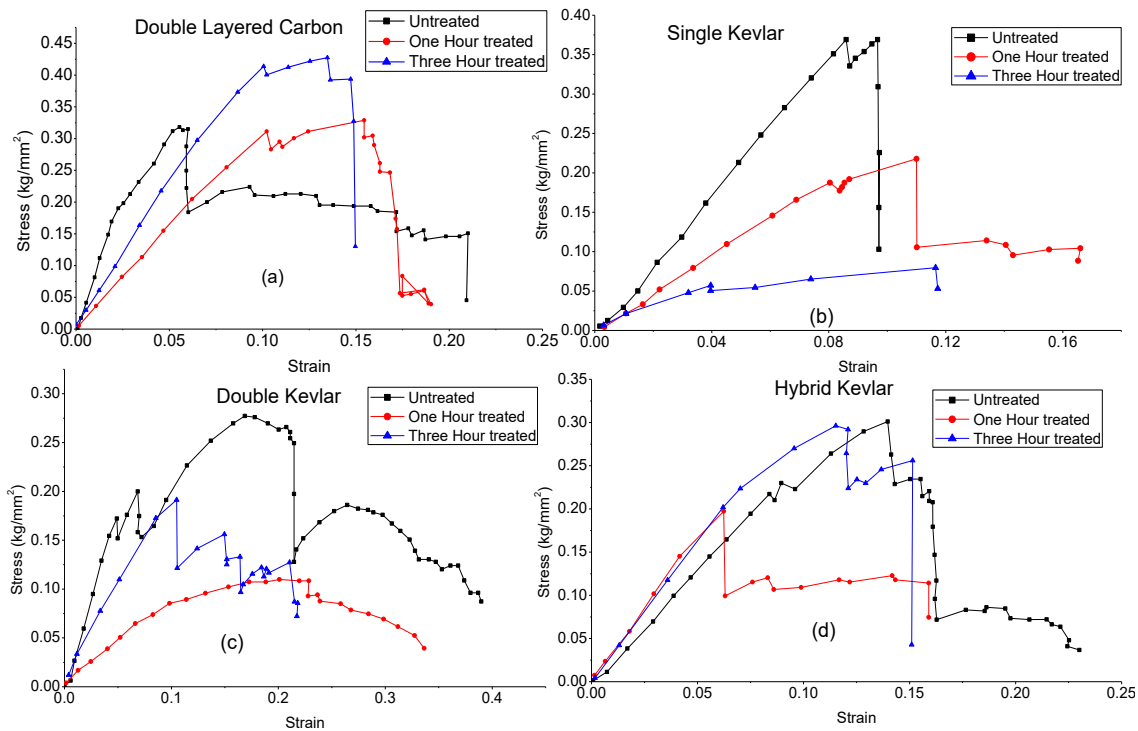 Double Layered Carbon
Untreated
One Hour treated
Three Hour treated
Stress (kg/mm²)
0.45
0.40
0.35
0.30
0.25
0.20
0.15
0.10
0.05
0.00
(a)
0.00 0.05 0.10 0.15 0.20 0.25
Strain
Single Kevlar
Untreated
One Hour treated
Three Hour treated
Stress (kg/mm²)
0.40
0.35
0.30
0.25
0.20
0.15
0.10
0.05
0.00
(b)
0.00 0.04 0.08 0.12 0.16
Strain
Double Kevlar
Untreated
One Hour treated
Three Hour treated
Stress (kg/mm²)
0.30
0.25
0.20
0.15
0.10
0.05
0.00
(c)
0.0 0.1 0.2 0.3 0.4
Strain
Hybrid Kevlar
Untreated
One Hour treated
Three Hour treated
Stress (kg/mm²)
0.35
0.30
0.25
0.20
0.15
0.10
0.05
0.00
(d)
0.00 0.05 0.10 0.15 0.20 0.25
Strain